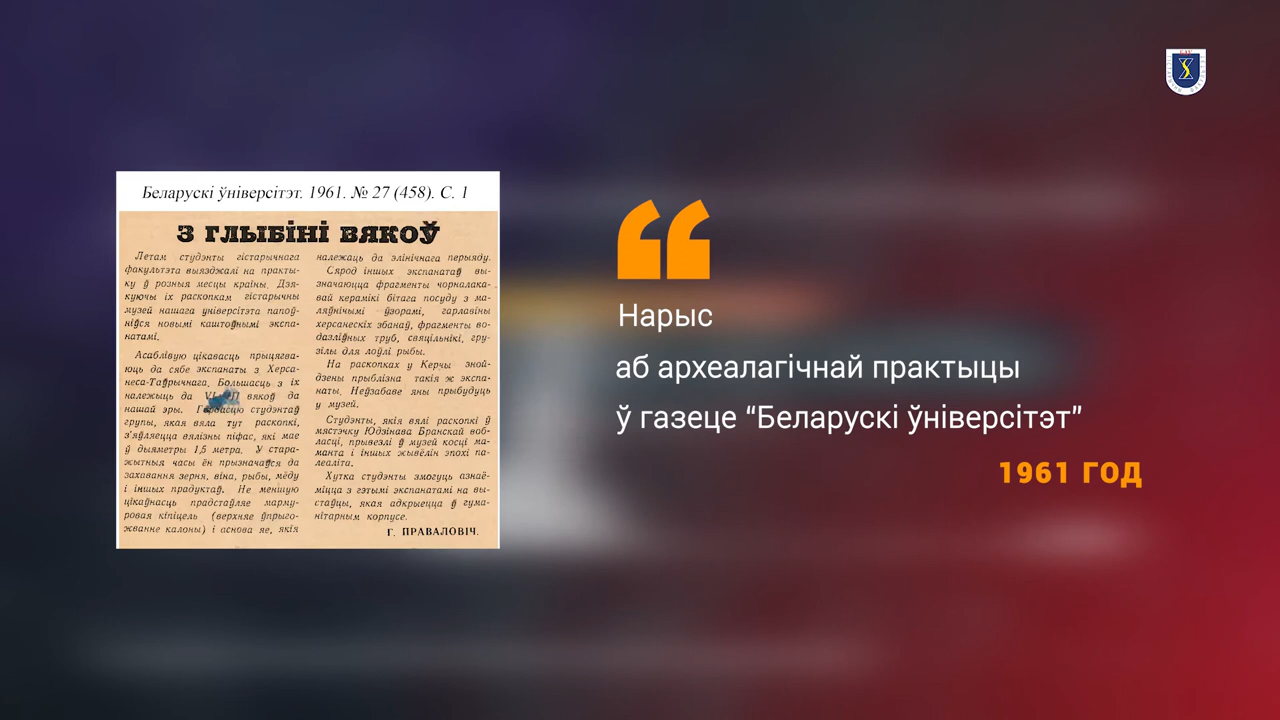 Беларускі ўніверсітэт. 1961. № 27 (458). С. 1
З ГЛЫБІНІ ВЯКОЎ
Летам студэнты гістарычнага
факультэта выязджалі на практы-
ку ў розныя месцы краіны. Дзя-
куючы іх раскопкам гістарычны
музей нашага універсітэта папоў-
ніўся новымі каштоўнымі экспа-
натамі.
Асаблівую цікавасць прыцягва-
юць да сябе экспанаты з Херса-
неса-Таўрычнага. Большасць з іх
належыць да вякоў да
нашай эры. Гордасцю студэнтаў
групы, якая вяла тут раскопкі,
з'яўляецца вялізны піфас, які мае
ў дыяметры 1,5 метра. У стара-
жытныя часы ён прызначаўся да
захавання зерня, віна, рыбы, мёду
і іншых прадуктаў. Не меншую
цікаўнасць прадстаўляе марму-
ровая кпіцель (верхняе ўпрыго-
жванне калоны) і аснова яе, якія
належаць да элінічнага перыяду.
Сярод іншых экспанатаў вы-
значаюцца фрагменты чорналака-
вай керамікі бітага посуду з ма-
ляўнічымі ўзорамі, гарлавіны
херсанескіх збаноў, фрагменты во-
дазліўных труб, свяцільнікі, гру-
зілы для лоўлі рыбы.
На раскопках у Керчы зной-
дзены прыблізна такія ж экспа-
наты. Неўзабаве яны прыбудуць
у музей.
Студэнты, якія вялі раскопкі ў
мястэчку Юдзінава Бранскай воб-
ласці, прывезлі ў музей косці ма-
манта і іншых жывёлін эпохі па-
леаліта.
Хутка студэнты змогуць азнаё-
міцца з гэтымі экспанатамі на вы-
стаўцы, якая адкрыецца ў гума-
нітарным корпусе.
Г. ПРАВАЛОВІЧ.
“
Нарыс
аб археалагічнай практыцы
ў газеце “Беларускі ўніверсітэт”
1961 ГОД